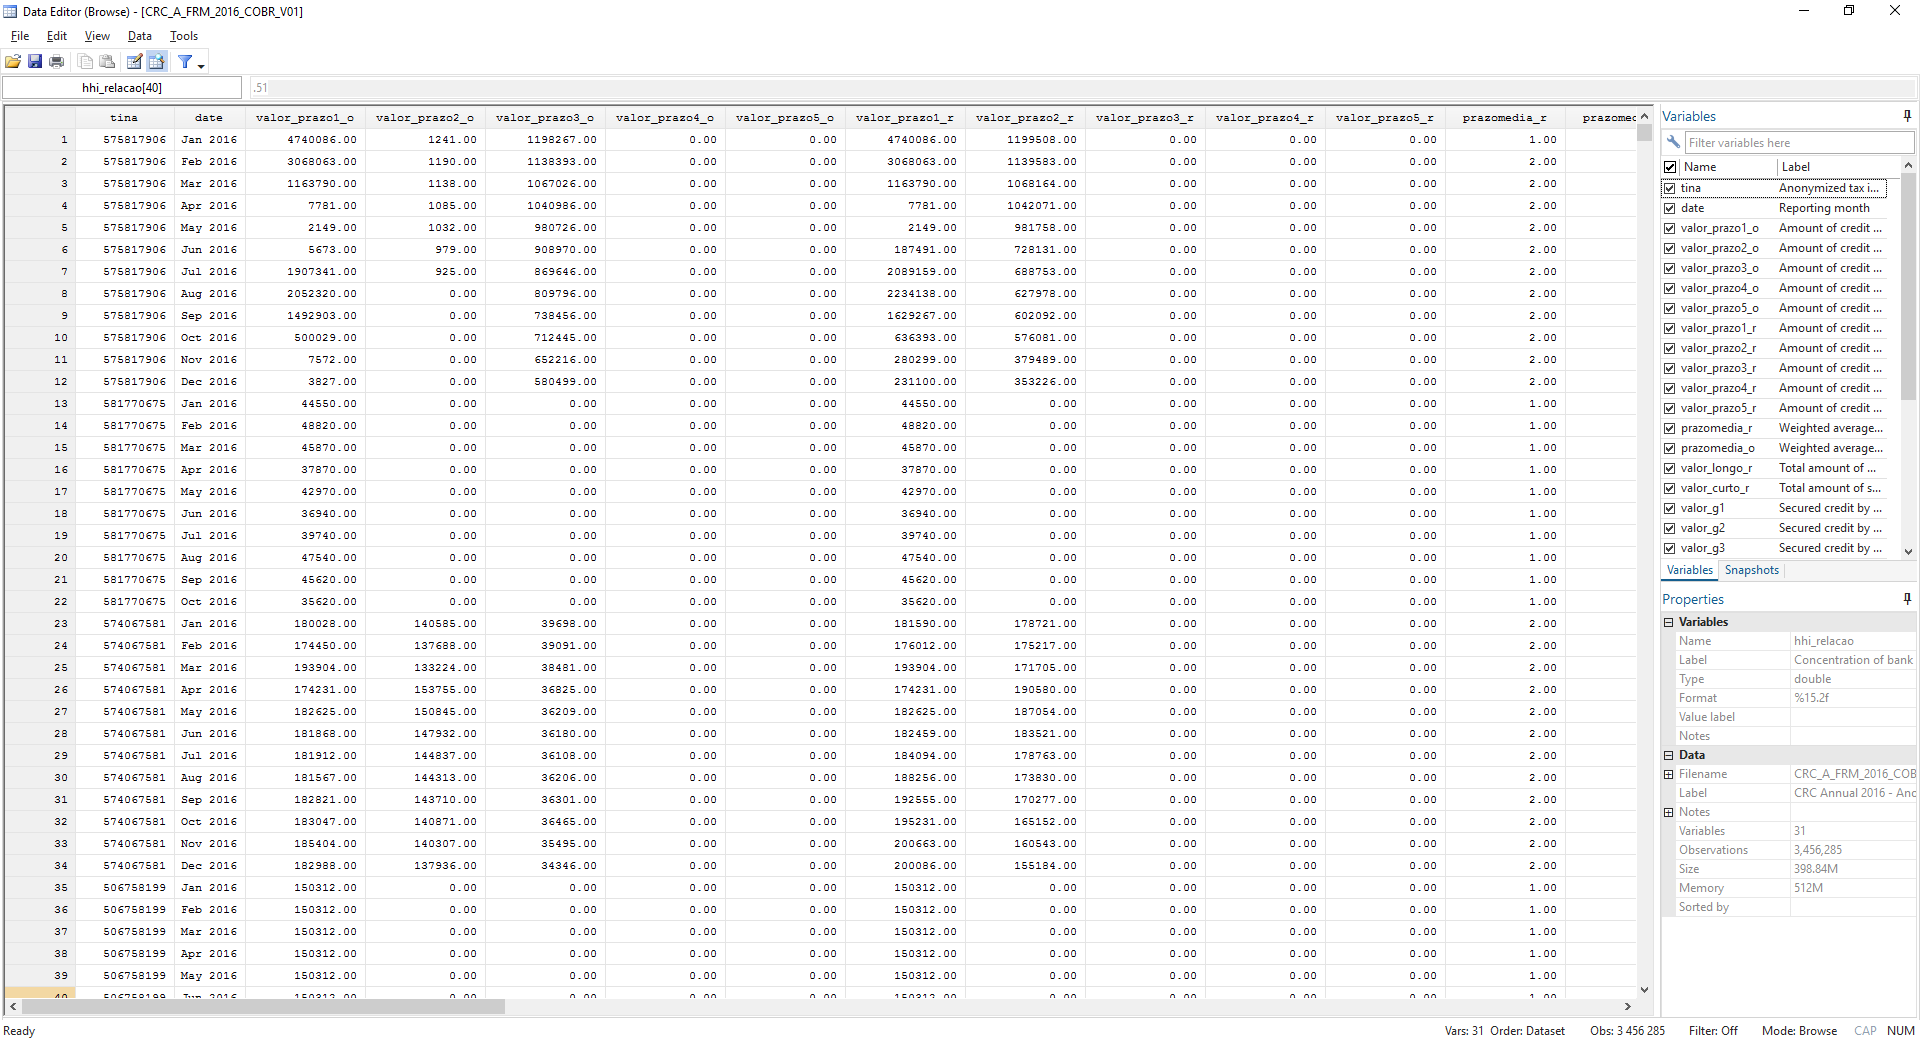 Data Editor (Browse) - [CRC_A_FRM_2016_COBR_V01]
File Edit View Data Tools
hhi_relacao[40] .51
tina date valor_prazo1_o valor_prazo2_o valor_prazo3_o valor_prazo4_o valor_prazo5_o valor_prazo1_r valor_prazo2_r valor_prazo3_r valor_prazo4_r valor_prazo5_r prazomedia_r prazomed
1 575817906 Jan 2016 4740086.00 1241.00 1198267.00 0.00 0.00 4740086.00 1199508.00 0.00 0.00 0.00 1.00
2 575817906 Feb 2016 3068063.00 1190.00 1138393.00 0.00 0.00 3068063.00 1139583.00 0.00 0.00 0.00 2.00
3 575817906 Mar 2016 1163790.00 1138.00 1067026.00 0.00 0.00 1163790.00 1068164.00 0.00 0.00 0.00 2.00
4 575817906 Apr 2016 7781.00 1085.00 1040986.00 0.00 0.00 7781.00 1042071.00 0.00 0.00 0.00 2.00
5 575817906 May 2016 2149.00 1032.00 980726.00 0.00 0.00 2149.00 981758.00 0.00 0.00 0.00 2.00
6 575817906 Jun 2016 5673.00 979.00 908970.00 0.00 0.00 187491.00 728131.00 0.00 0.00 0.00 2.00
7 575817906 Jul 2016 1907341.00 925.00 869646.00 0.00 0.00 2089159.00 688753.00 0.00 0.00 0.00 2.00
8 575817906 Aug 2016 2052320.00 0.00 809796.00 0.00 0.00 2234138.00 627978.00 0.00 0.00 0.00 2.00
9 575817906 Sep 2016 1492903.00 0.00 738456.00 0.00 0.00 1629267.00 602092.00 0.00 0.00 0.00 2.00
10 575817906 Oct 2016 500029.00 0.00 712445.00 0.00 0.00 636393.00 576081.00 0.00 0.00 0.00 2.00
11 575817906 Nov 2016 7572.00 0.00 652216.00 0.00 0.00 280299.00 379489.00 0.00 0.00 0.00 2.00
12 575817906 Dec 2016 3827.00 0.00 580499.00 0.00 0.00 231100.00 353226.00 0.00 0.00 0.00 2.00
13 581770675 Jan 2016 44550.00 0.00 0.00 0.00 0.00 44550.00 0.00 0.00 0.00 0.00 1.00
14 581770675 Feb 2016 48820.00 0.00 0.00 0.00 0.00 48820.00 0.00 0.00 0.00 0.00 1.00
15 581770675 Mar 2016 45870.00 0.00 0.00 0.00 0.00 45870.00 0.00 0.00 0.00 0.00 1.00
16 581770675 Apr 2016 37870.00 0.00 0.00 0.00 0.00 37870.00 0.00 0.00 0.00 0.00 1.00
17 581770675 May 2016 42970.00 0.00 0.00 0.00 0.00 42970.00 0.00 0.00 0.00 0.00 1.00
18 581770675 Jun 2016 36940.00 0.00 0.00 0.00 0.00 36940.00 0.00 0.00 0.00 0.00 1.00
19 581770675 Jul 2016 39740.00 0.00 0.00 0.00 0.00 39740.00 0.00 0.00 0.00 0.00 1.00
20 581770675 Aug 2016 47540.00 0.00 0.00 0.00 0.00 47540.00 0.00 0.00 0.00 0.00 1.00
21 581770675 Sep 2016 45620.00 0.00 0.00 0.00 0.00 45620.00 0.00 0.00 0.00 0.00 1.00
22 581770675 Oct 2016 35620.00 0.00 0.00 0.00 0.00 35620.00 0.00 0.00 0.00 0.00 1.00
23 574067581 Jan 2016 180028.00 140585.00 39698.00 0.00 0.00 181590.00 178721.00 0.00 0.00 0.00 2.00
24 574067581 Feb 2016 174450.00 137688.00 39091.00 0.00 0.00 176012.00 175217.00 0.00 0.00 0.00 2.00
25 574067581 Mar 2016 193904.00 133224.00 38481.00 0.00 0.00 193904.00 171705.00 0.00 0.00 0.00 2.00
26 574067581 Apr 2016 174231.00 153755.00 36825.00 0.00 0.00 174231.00 190580.00 0.00 0.00 0.00 2.00
27 574067581 May 2016 182625.00 150845.00 36209.00 0.00 0.00 182625.00 187054.00 0.00 0.00 0.00 2.00
28 574067581 Jun 2016 181868.00 147932.00 36180.00 0.00 0.00 182459.00 183521.00 0.00 0.00 0.00 2.00
29 574067581 Jul 2016 181912.00 144837.00 36108.00 0.00 0.00 184094.00 178763.00 0.00 0.00 0.00 2.00
30 574067581 Aug 2016 181567.00 144313.00 36206.00 0.00 0.00 188256.00 173830.00 0.00 0.00 0.00 2.00
31 574067581 Sep 2016 182821.00 143710.00 36301.00 0.00 0.00 192555.00 170277.00 0.00 0.00 0.00 2.00
32 574067581 Oct 2016 183047.00 140871.00 36465.00 0.00 0.00 195231.00 165152.00 0.00 0.00 0.00 2.00
33 574067581 Nov 2016 185404.00 140307.00 35495.00 0.00 0.00 200663.00 160543.00 0.00 0.00 0.00 2.00
34 574067581 Dec 2016 182988.00 137936.00 34346.00 0.00 0.00 200086.00 155184.00 0.00 0.00 0.00 2.00
35 506758199 Jan 2016 150312.00 0.00 0.00 0.00 0.00 150312.00 0.00 0.00 0.00 0.00 1.00
36 506758199 Feb 2016 150312.00 0.00 0.00 0.00 0.00 150312.00 0.00 0.00 0.00 0.00 1.00
37 506758199 Mar 2016 150312.00 0.00 0.00 0.00 0.00 150312.00 0.00 0.00 0.00 0.00 1.00
38 506758199 Apr 2016 150312.00 0.00 0.00 0.00 0.00 150312.00 0.00 0.00 0.00 0.00 1.00
39 506758199 May 2016 150312.00 0.00 0.00 0.00 0.00 150312.00 0.00 0.00 0.00 0.00 1.00
40 506758199 Jun 2016 150312.00 0.00 0.00 0.00 0.00 150312.00 0.00 0.00 0.00 0.00 1.00
Variables
Filter variables here
Name Label
tina Anonymized tax i...
date Reporting month
valor_prazo1_o Amount of credit ...
valor_prazo2_o Amount of credit ...
valor_prazo3_o Amount of credit ...
valor_prazo4_o Amount of credit ...
valor_prazo5_o Amount of credit ...
valor_prazo1_r Amount of credit ...
valor_prazo2_r Amount of credit ...
valor_prazo3_r Amount of credit ...
valor_prazo4_r Amount of credit ...
valor_prazo5_r Amount of credit ...
prazomedia_r Weighted average...
prazomedia_o Weighted average...
valor_longo_r Total amount of ...
valor_curto_r Total amount of s...
valor_g1 Secured credit by ...
valor_g2 Secured credit by ...
valor_g3 Secured credit by ...
Variables Snapshots
Properties
Variables
Name hhi_relacao
Label Concentration of bank
Type double
Format %15.2f
Value label
Notes
Data
Filename CRC_A_FRM_2016_COB
Label CRC Annual 2016 - Anc
Notes
Variables 31
Observations 3,456,285
Size 398.84M
Memory 512M
Sorted by
Ready Vars: 31 Order: Dataset Obs: 3 456 285 Filter: Off Mode: Browse CAP NUM